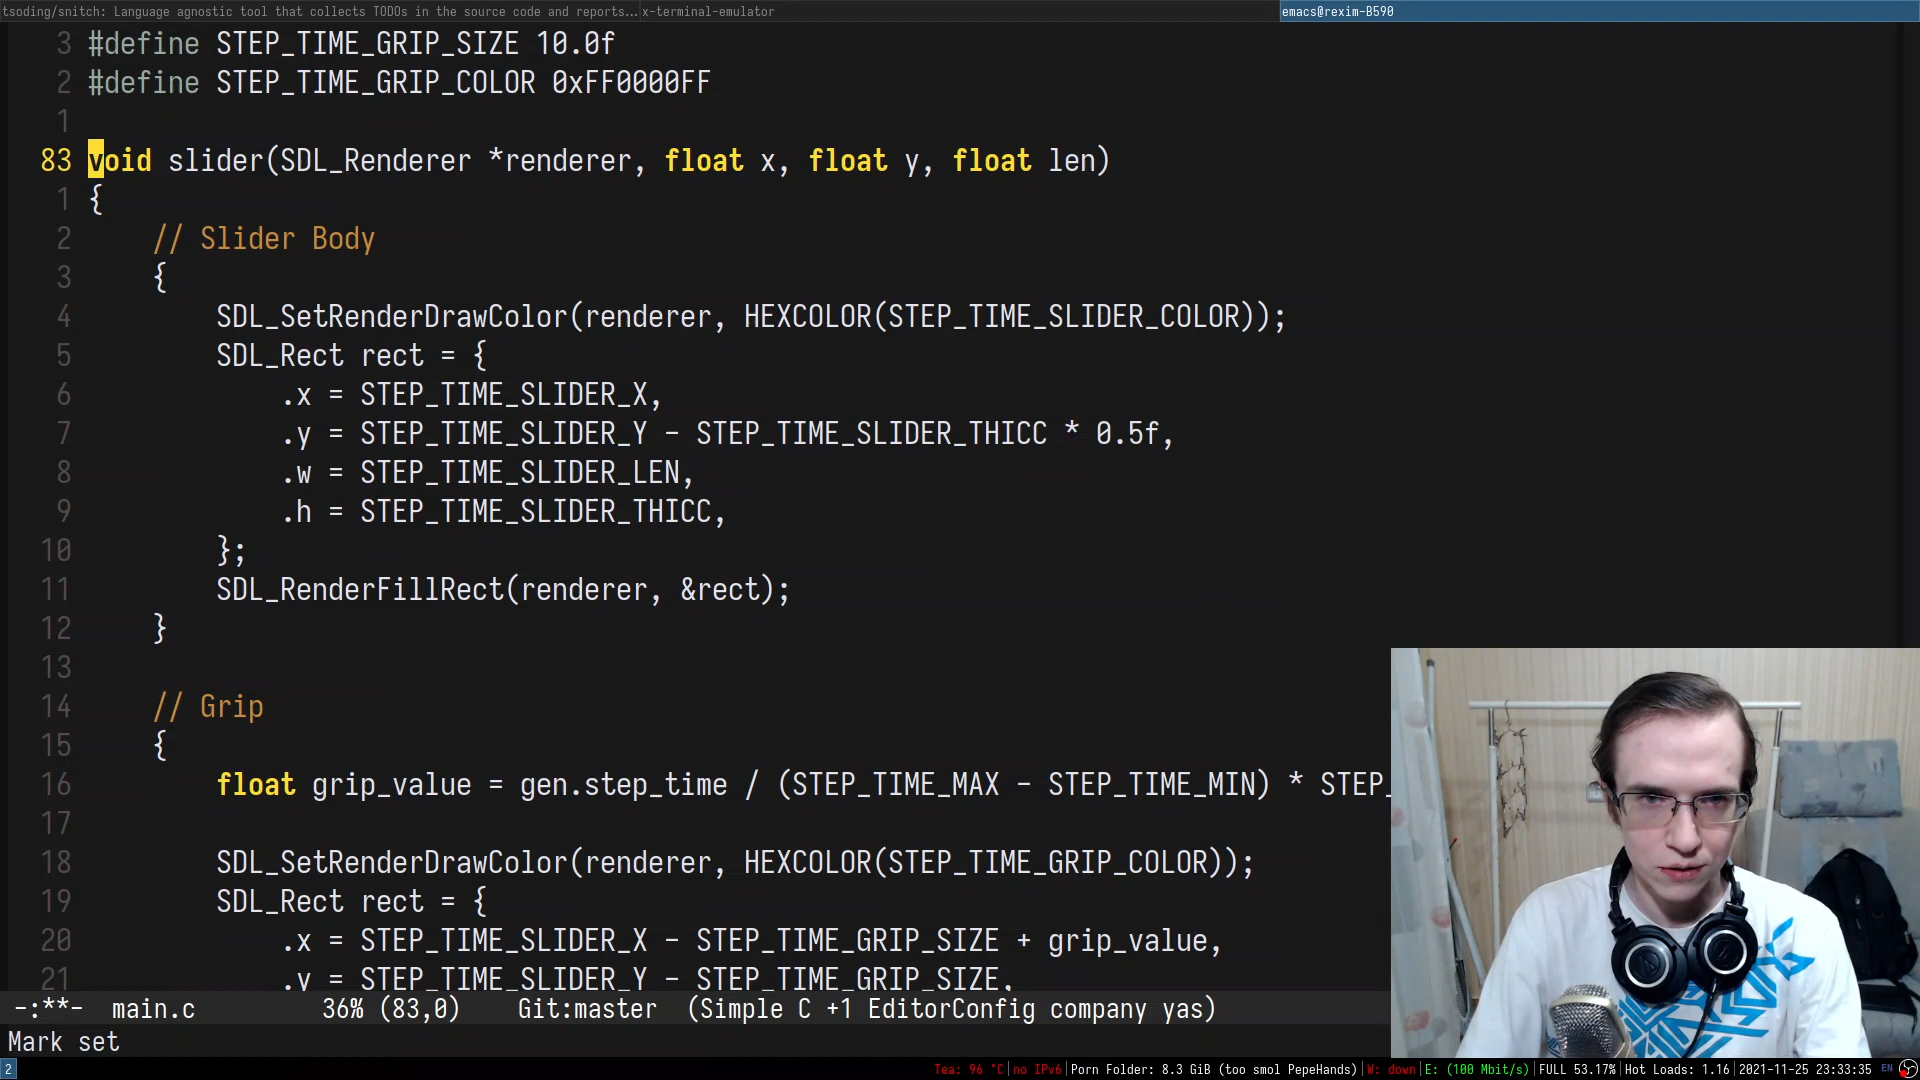 tsoding/snitch: Language agnostic tool that collects TODOs in the source code and reports... x-terminal-emulator emacs@rexim-B590
3 #define STEP_TIME_GRIP_SIZE 10.0f
2 #define STEP_TIME_GRIP_COLOR 0xFF0000FF
1
83 void slider(SDL_Renderer *renderer, float x, float y, float len)
1 {
2 // Slider Body
3 {
4 SDL_SetRenderDrawColor(renderer, HEXCOLOR(STEP_TIME_SLIDER_COLOR));
5 SDL_Rect rect = {
6 .x = STEP_TIME_SLIDER_X,
7 .y = STEP_TIME_SLIDER_Y - STEP_TIME_SLIDER_THICC * 0.5f,
8 .w = STEP_TIME_SLIDER_LEN,
9 .h = STEP_TIME_SLIDER_THICC,
10 };
11 SDL_RenderFillRect(renderer, &rect);
12 }
13
14 // Grip
15 {
16 float grip_value = gen.step_time / (STEP_TIME_MAX - STEP_TIME_MIN) * STEP_
17
18 SDL_SetRenderDrawColor(renderer, HEXCOLOR(STEP_TIME_GRIP_COLOR));
19 SDL_Rect rect = {
20 .x = STEP_TIME_SLIDER_X - STEP_TIME_GRIP_SIZE + grip_value,
21 .y = STEP_TIME_SLIDER_Y - STEP_TIME_GRIP_SIZE,
-:**- main.c 36% (83,0) Git:master (Simple C +1 EditorConfig company yas)
Mark set
2 Tea: 96 °C|no IPv6|Porn Folder: 8.3 GiB (too smol PepeHands)|W: down|E: (100 Mbit/s)|FULL 53.17%|Hot Loads: 1.16|2021-11-25 23:33:35 EN